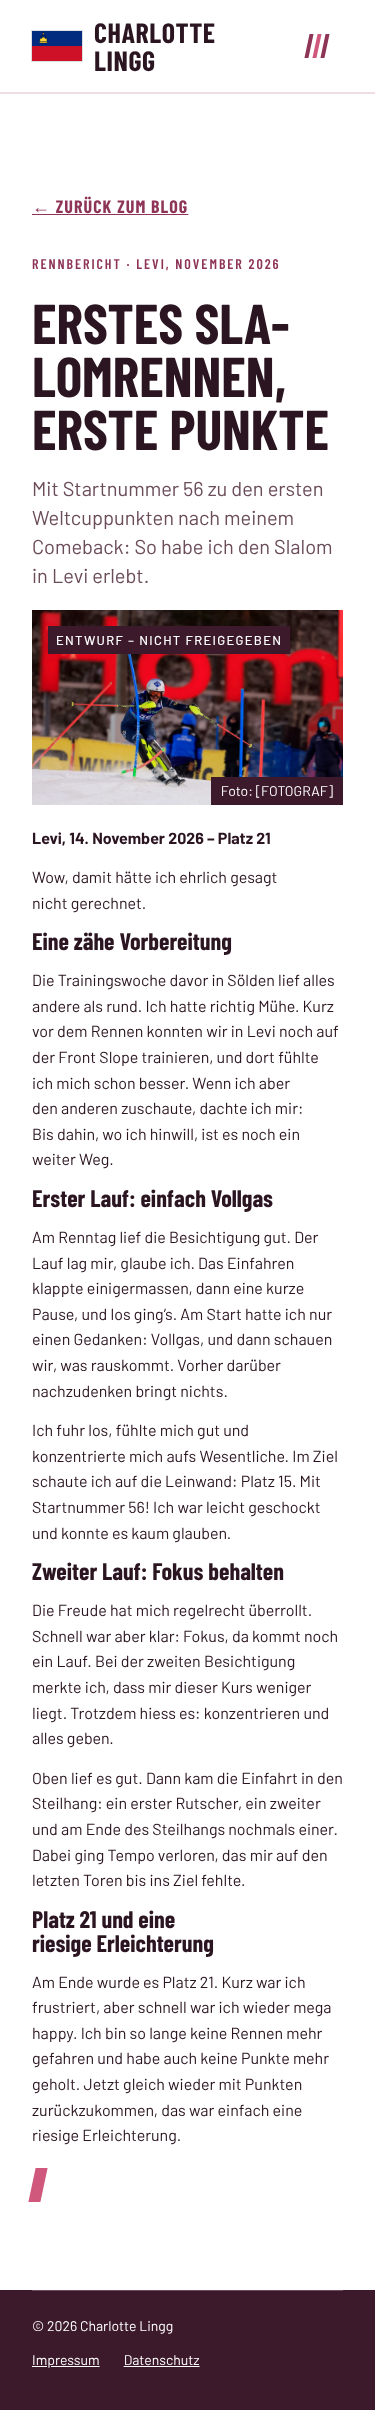 CHARLOTTE
LINGG
← ZURÜCK ZUM BLOG
RENNBERICHT · LEVI, NOVEMBER 2026
ERSTES SLA-
LOMRENNEN,
ERSTE PUNKTE
Mit Startnummer 56 zu den ersten
Weltcuppunkten nach meinem
Comeback: So habe ich den Slalom
in Levi erlebt.
ENTWURF – NICHT FREIGEGEBEN
Foto: [FOTOGRAF]
Levi, 14. November 2026 – Platz 21
Wow, damit hätte ich ehrlich gesagt
nicht gerechnet.
Eine zähe Vorbereitung
Die Trainingswoche davor in Sölden lief alles
andere als rund. Ich hatte richtig Mühe. Kurz
vor dem Rennen konnten wir in Levi noch auf
der Front Slope trainieren, und dort fühlte
ich mich schon besser. Wenn ich aber
den anderen zuschaute, dachte ich mir:
Bis dahin, wo ich hinwill, ist es noch ein
weiter Weg.
Erster Lauf: einfach Vollgas
Am Renntag lief die Besichtigung gut. Der
Lauf lag mir, glaube ich. Das Einfahren
klappte einigermassen, dann eine kurze
Pause, und los ging’s. Am Start hatte ich nur
einen Gedanken: Vollgas, und dann schauen
wir, was rauskommt. Vorher darüber
nachzudenken bringt nichts.
Ich fuhr los, fühlte mich gut und
konzentrierte mich aufs Wesentliche. Im Ziel
schaute ich auf die Leinwand: Platz 15. Mit
Startnummer 56! Ich war leicht geschockt
und konnte es kaum glauben.
Zweiter Lauf: Fokus behalten
Die Freude hat mich regelrecht überrollt.
Schnell war aber klar: Fokus, da kommt noch
ein Lauf. Bei der zweiten Besichtigung
merkte ich, dass mir dieser Kurs weniger
liegt. Trotzdem hiess es: konzentrieren und
alles geben.
Oben lief es gut. Dann kam die Einfahrt in den
Steilhang: ein erster Rutscher, ein zweiter
und am Ende des Steilhangs nochmals einer.
Dabei ging Tempo verloren, das mir auf den
letzten Toren bis ins Ziel fehlte.
Platz 21 und eine
riesige Erleichterung
Am Ende wurde es Platz 21. Kurz war ich
frustriert, aber schnell war ich wieder mega
happy. Ich bin so lange keine Rennen mehr
gefahren und habe auch keine Punkte mehr
geholt. Jetzt gleich wieder mit Punkten
zurückzukommen, das war einfach eine
riesige Erleichterung.
© 2026 Charlotte Lingg
Impressum Datenschutz